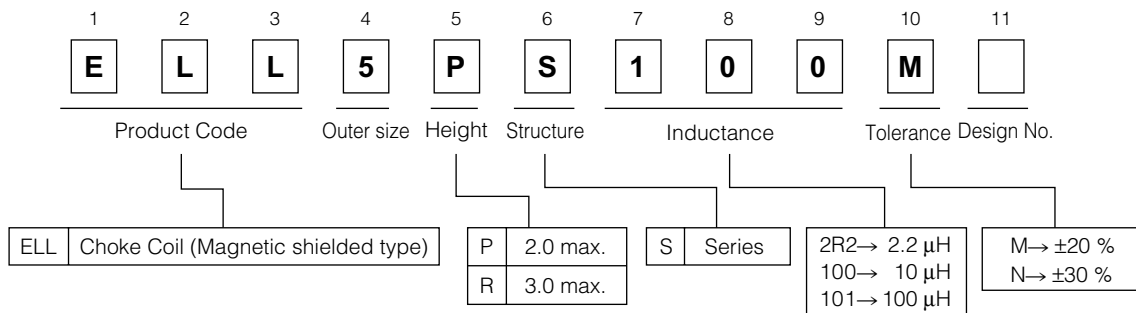 1 2 3 4 5 6 7 8 9 10 11
E L L 5 P S 1 0 0 M
Product Code Outer size Height Structure Inductance Tolerance Design No.
ELL Choke Coil (Magnetic shielded type)
P 2.0 max.
R 3.0 max.
S Series
2R2→ 2.2 µH
100→ 10 µH
101→ 100 µH
M→ ±20 %
N→ ±30 %